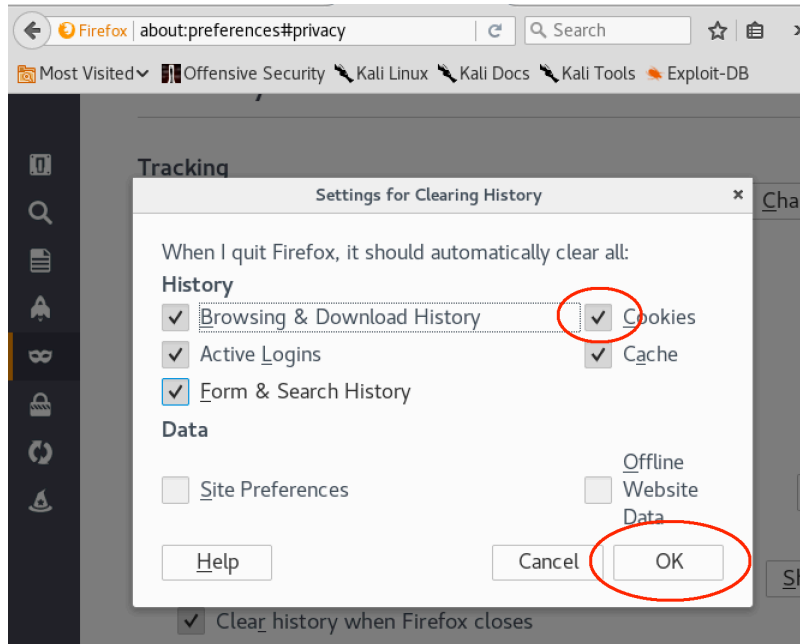 Firefox about:preferences#privacy Search
Most Visited Offensive Security Kali Linux Kali Docs Kali Tools Exploit-DB
Tracking
Settings for Clearing History
Cha
When I quit Firefox, it should automatically clear all:
History
Browsing & Download History Cookies
Active Logins Cache
Form & Search History
Data
Site Preferences Offline
Website
Data
Help Cancel OK
Sh
Clear history when Firefox closes